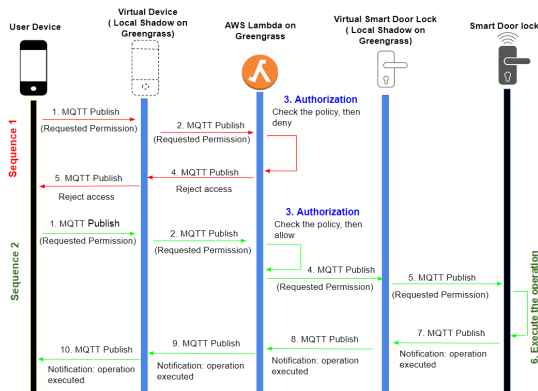 User Device
Virtual Device
( Local Shadow on
Greengrass)
AWS Lambda on
Greengrass
Virtual Smart Door Lock
( Local Shadow on
Greengrass)
Smart Door lock
Sequence 1
1. MQTT Publish
(Requested Permission)
2. MQTT Publish
(Requested Permission)
3. Authorization
Check the policy, then
deny
4. MQTT Publish
Reject access
5. MQTT Publish
Reject access
Sequence 2
1. MQTT Publish
(Requested Permission)
2. MQTT Publish
(Requested Permission)
3. Authorization
Check the policy, then
allow
4. MQTT Publish
(Requested Permission)
5. MQTT Publish
(Requested Permission)
6. Execute the operation
7. MQTT Publish
Notification: operation
executed
8. MQTT Publish
Notification: operation
executed
9. MQTT Publish
Notification: operation
executed
10. MQTT Publish
Notification: operation
executed